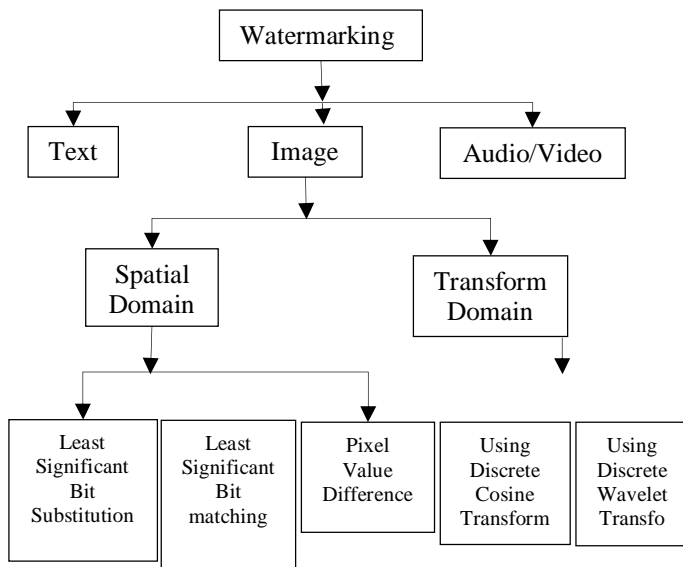 Watermarking
Text
Image
Audio/Video
Spatial
Domain
Transform
Domain
Least
Significant
Bit
Substitution
Least
Significant
Bit
matching
Pixel
Value
Difference
Using
Discrete
Cosine
Transform
Using
Discrete
Wavelet
Transfo